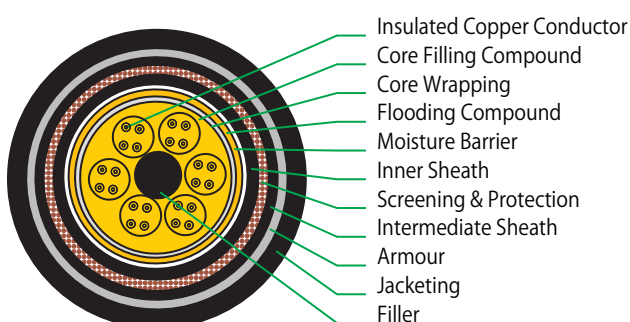 Insulated Copper Conductor
Core Filling Compound
Core Wrapping
Flooding Compound
Moisture Barrier
Inner Sheath
Screening & Protection
Intermediate Sheath
Armour
Jacketing
Filler